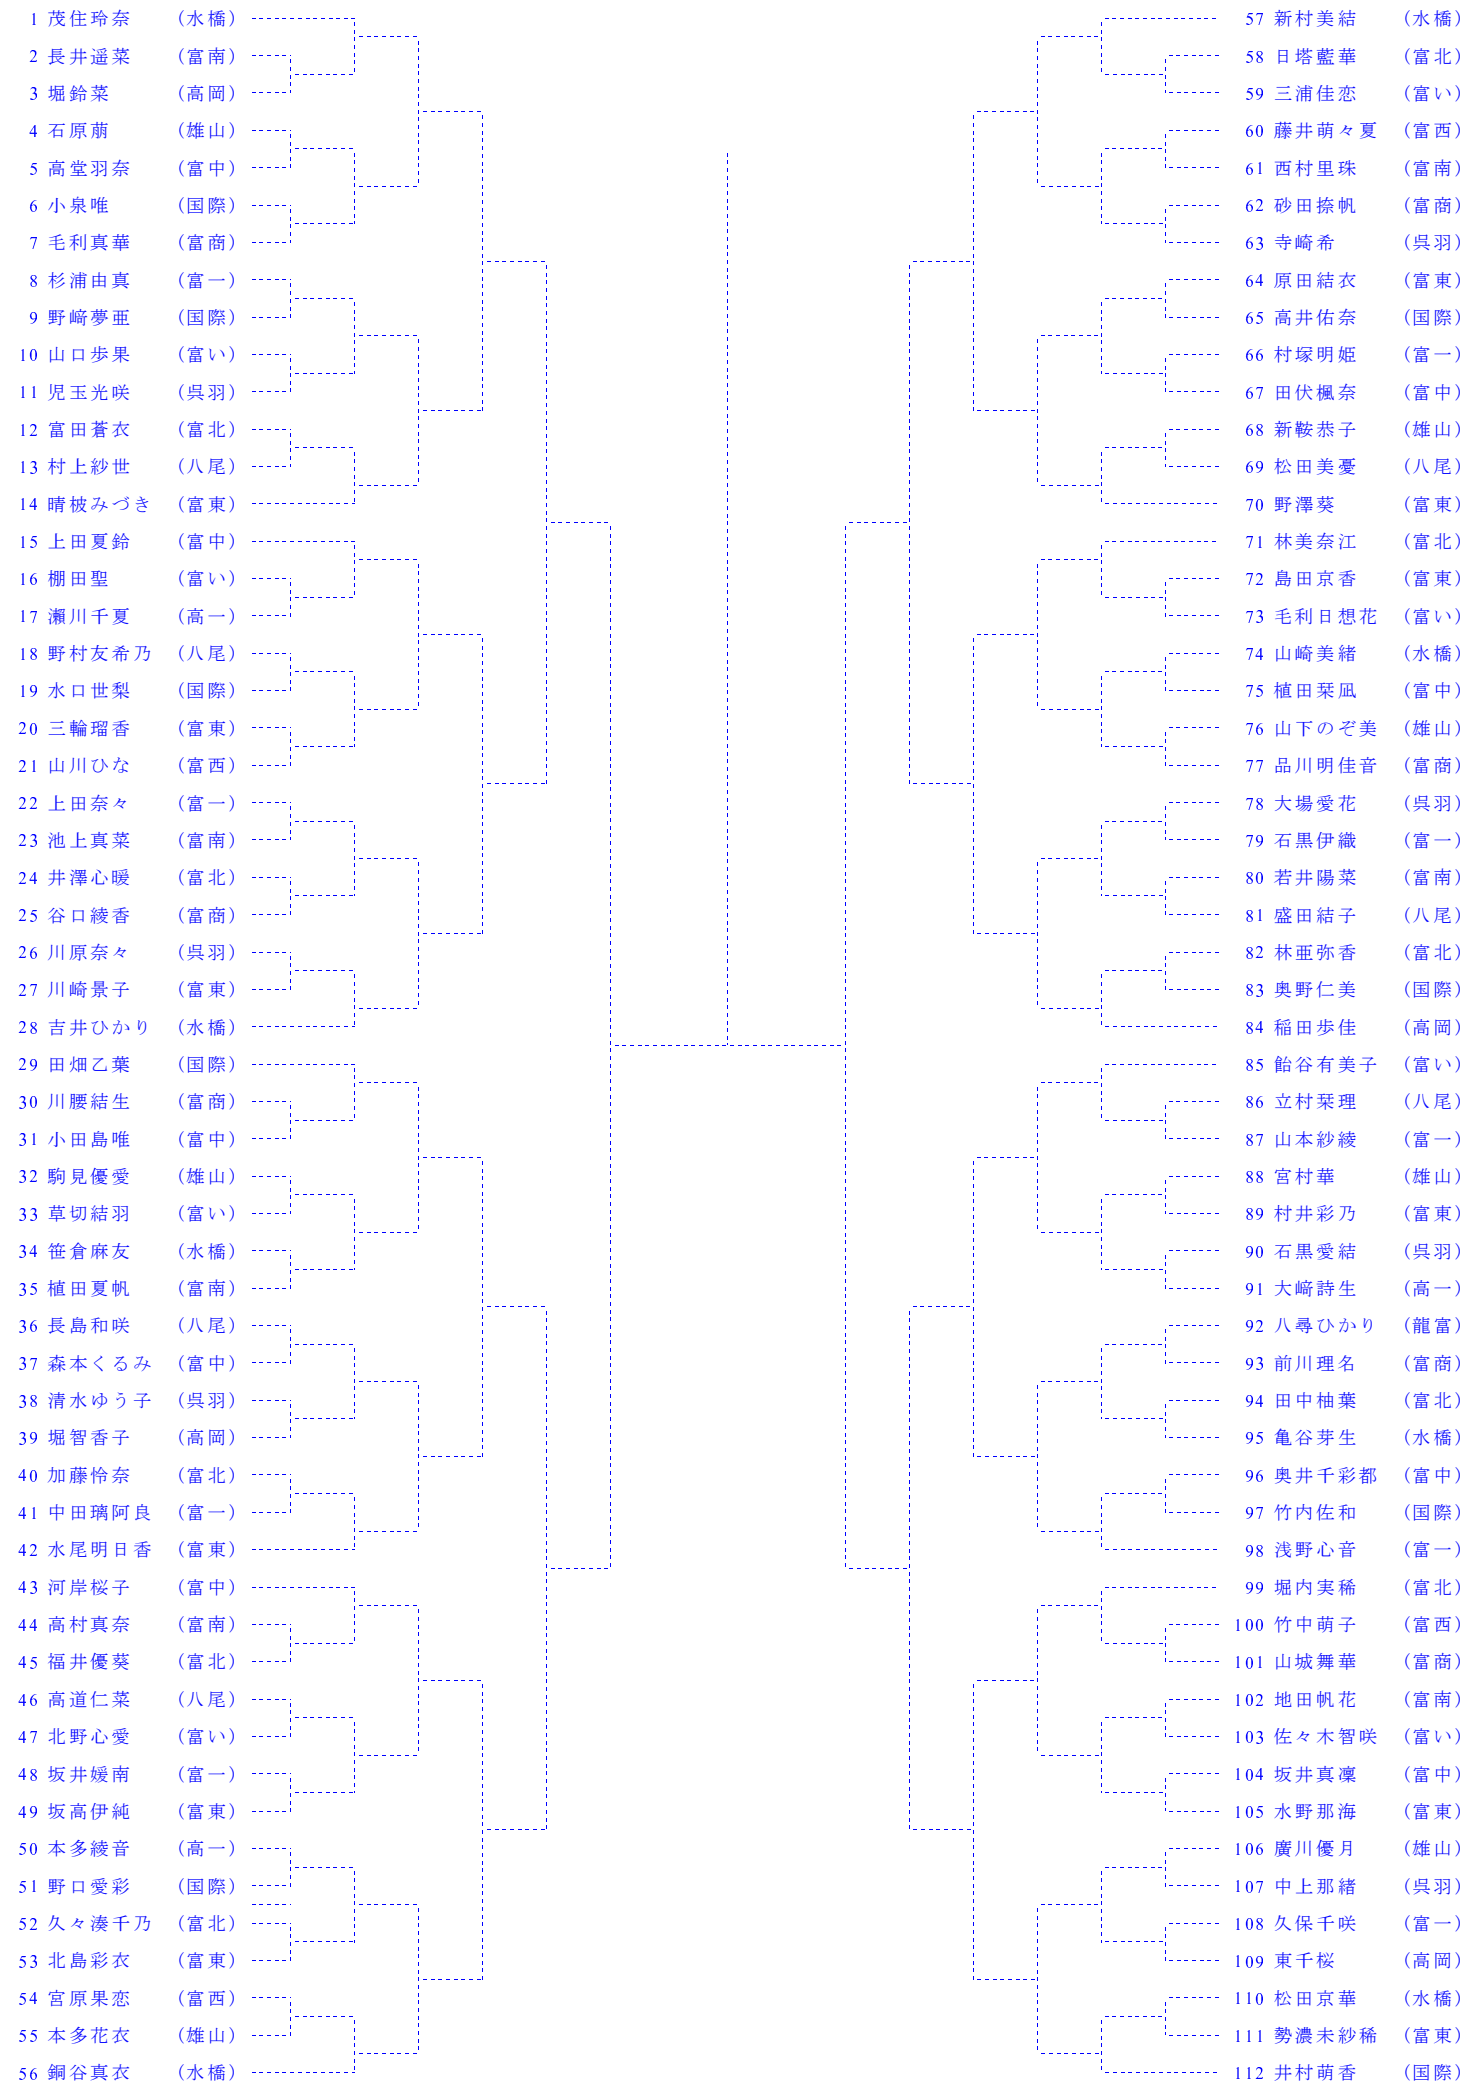 1 茂住玲奈 （水橋）
2 長井遥菜 （富南）
3 堀鈴菜 （高岡）
4 石原萠 （雄山）
5 高堂羽奈 （富中）
6 小泉唯 （国際）
7 毛利真華 （富商）
8 杉浦由真 （富一）
9 野﨑夢亜 （国際）
10 山口歩果 （富い）
11 児玉光咲 （呉羽）
12 富田蒼衣 （富北）
13 村上紗世 （八尾）
14 晴柀みづき （富東）
15 上田夏鈴 （富中）
16 棚田聖 （富い）
17 瀬川千夏 （高一）
18 野村友希乃 （八尾）
19 水口世梨 （国際）
20 三輪瑠香 （富東）
21 山川ひな （富西）
22 上田奈々 （富一）
23 池上真菜 （富南）
24 井澤心暖 （富北）
25 谷口綾香 （富商）
26 川原奈々 （呉羽）
27 川崎景子 （富東）
28 吉井ひかり （水橋）
29 田畑乙葉 （国際）
30 川腰結生 （富商）
31 小田島唯 （富中）
32 駒見優愛 （雄山）
33 草切結羽 （富い）
34 笹倉麻友 （水橋）
35 植田夏帆 （富南）
36 長島和咲 （八尾）
37 森本くるみ （富中）
38 清水ゆう子 （呉羽）
39 堀智香子 （高岡）
40 加藤怜奈 （富北）
41 中田璃阿良 （富一）
42 水尾明日香 （富東）
43 河岸桜子 （富中）
44 高村真奈 （富南）
45 福井優葵 （富北）
46 高道仁菜 （八尾）
47 北野心愛 （富い）
48 坂井媛南 （富一）
49 坂高伊純 （富東）
50 本多綾音 （高一）
51 野口愛彩 （国際）
52 久々湊千乃 （富北）
53 北島彩衣 （富東）
54 宮原果恋 （富西）
55 本多花衣 （雄山）
56 銅谷真衣 （水橋）
57 新村美結 （水橋）
58 日塔藍華 （富北）
59 三浦佳恋 （富い）
60 藤井萌々夏 （富西）
61 西村里珠 （富南）
62 砂田捺帆 （富商）
63 寺崎希 （呉羽）
64 原田結衣 （富東）
65 高井佑奈 （国際）
66 村塚明姫 （富一）
67 田伏楓奈 （富中）
68 新鞍恭子 （雄山）
69 松田美憂 （八尾）
70 野澤葵 （富東）
71 林美奈江 （富北）
72 島田京香 （富東）
73 毛利日想花 （富い）
74 山崎美緒 （水橋）
75 植田栞凪 （富中）
76 山下のぞ美 （雄山）
77 品川明佳音 （富商）
78 大場愛花 （呉羽）
79 石黒伊織 （富一）
80 若井陽菜 （富南）
81 盛田結子 （八尾）
82 林亜弥香 （富北）
83 奥野仁美 （国際）
84 稲田歩佳 （高岡）
85 飴谷有美子 （富い）
86 立村栞理 （八尾）
87 山本紗綾 （富一）
88 宮村華 （雄山）
89 村井彩乃 （富東）
90 石黒愛結 （呉羽）
91 大﨑詩生 （高一）
92 八尋ひかり （龍富）
93 前川理名 （富商）
94 田中柚葉 （富北）
95 亀谷芽生 （水橋）
96 奥井千彩都 （富中）
97 竹内佐和 （国際）
98 浅野心音 （富一）
99 堀内実稀 （富北）
100 竹中萌子 （富西）
101 山城舞華 （富商）
102 地田帆花 （富南）
103 佐々木智咲 （富い）
104 坂井真凜 （富中）
105 水野那海 （富東）
106 廣川優月 （雄山）
107 中上那緒 （呉羽）
108 久保千咲 （富一）
109 東千桜 （高岡）
110 松田京華 （水橋）
111 勢濃未紗稀 （富東）
112 井村萌香 （国際）